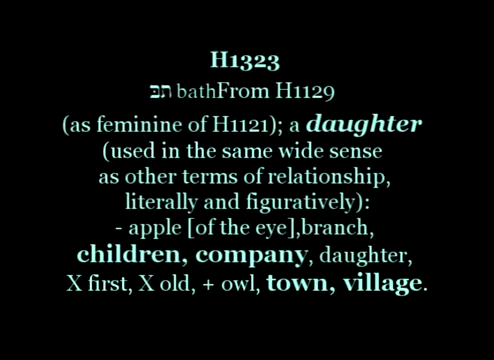 H1323
תבּ bathFrom H1129
(as feminine of H1121); a daughter
(used in the same wide sense
as other terms of relationship,
literally and figuratively):
- apple [of the eye],branch,
children, company, daughter,
X first, X old, + owl, town, village.